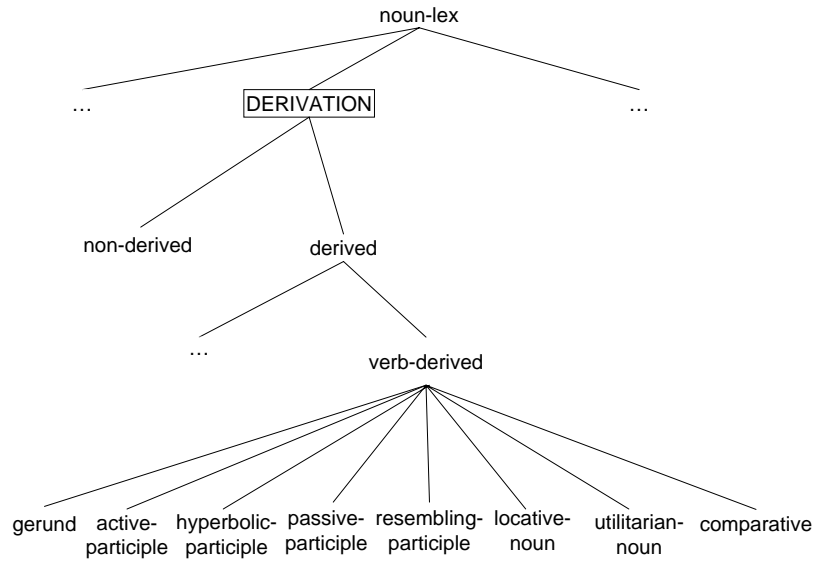 noun-lex
…
DERIVATION
…
non-derived
derived
…
verb-derived
gerund
active-
participle
hyperbolic-
participle
passive-
participle
resembling-
participle
locative-
noun
utilitarian-
noun
comparative